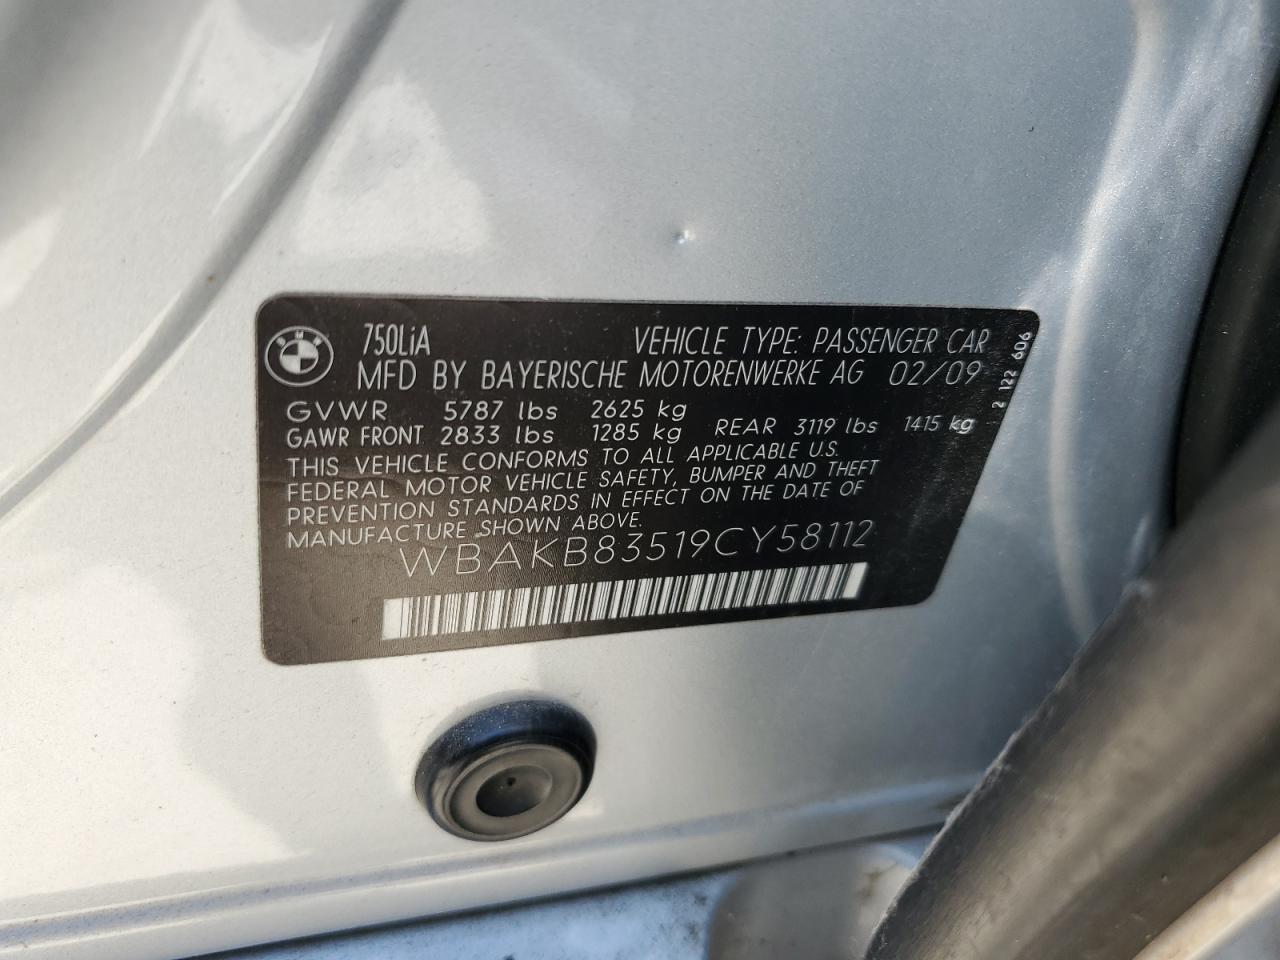 BMW
750LiA VEHICLE TYPE: PASSENGER CAR
MFD BY BAYERISCHE MOTORENWERKE AG 02/09
GVWR 5787 lbs 2625 kg
GAWR FRONT 2833 lbs 1285 kg REAR 3119 lbs 1415 kg
THIS VEHICLE CONFORMS TO ALL APPLICABLE U.S.
FEDERAL MOTOR VEHICLE SAFETY, BUMPER AND THEFT
PREVENTION STANDARDS IN EFFECT ON THE DATE OF
MANUFACTURE SHOWN ABOVE.
WBAKB83519CY58112
2 122 606